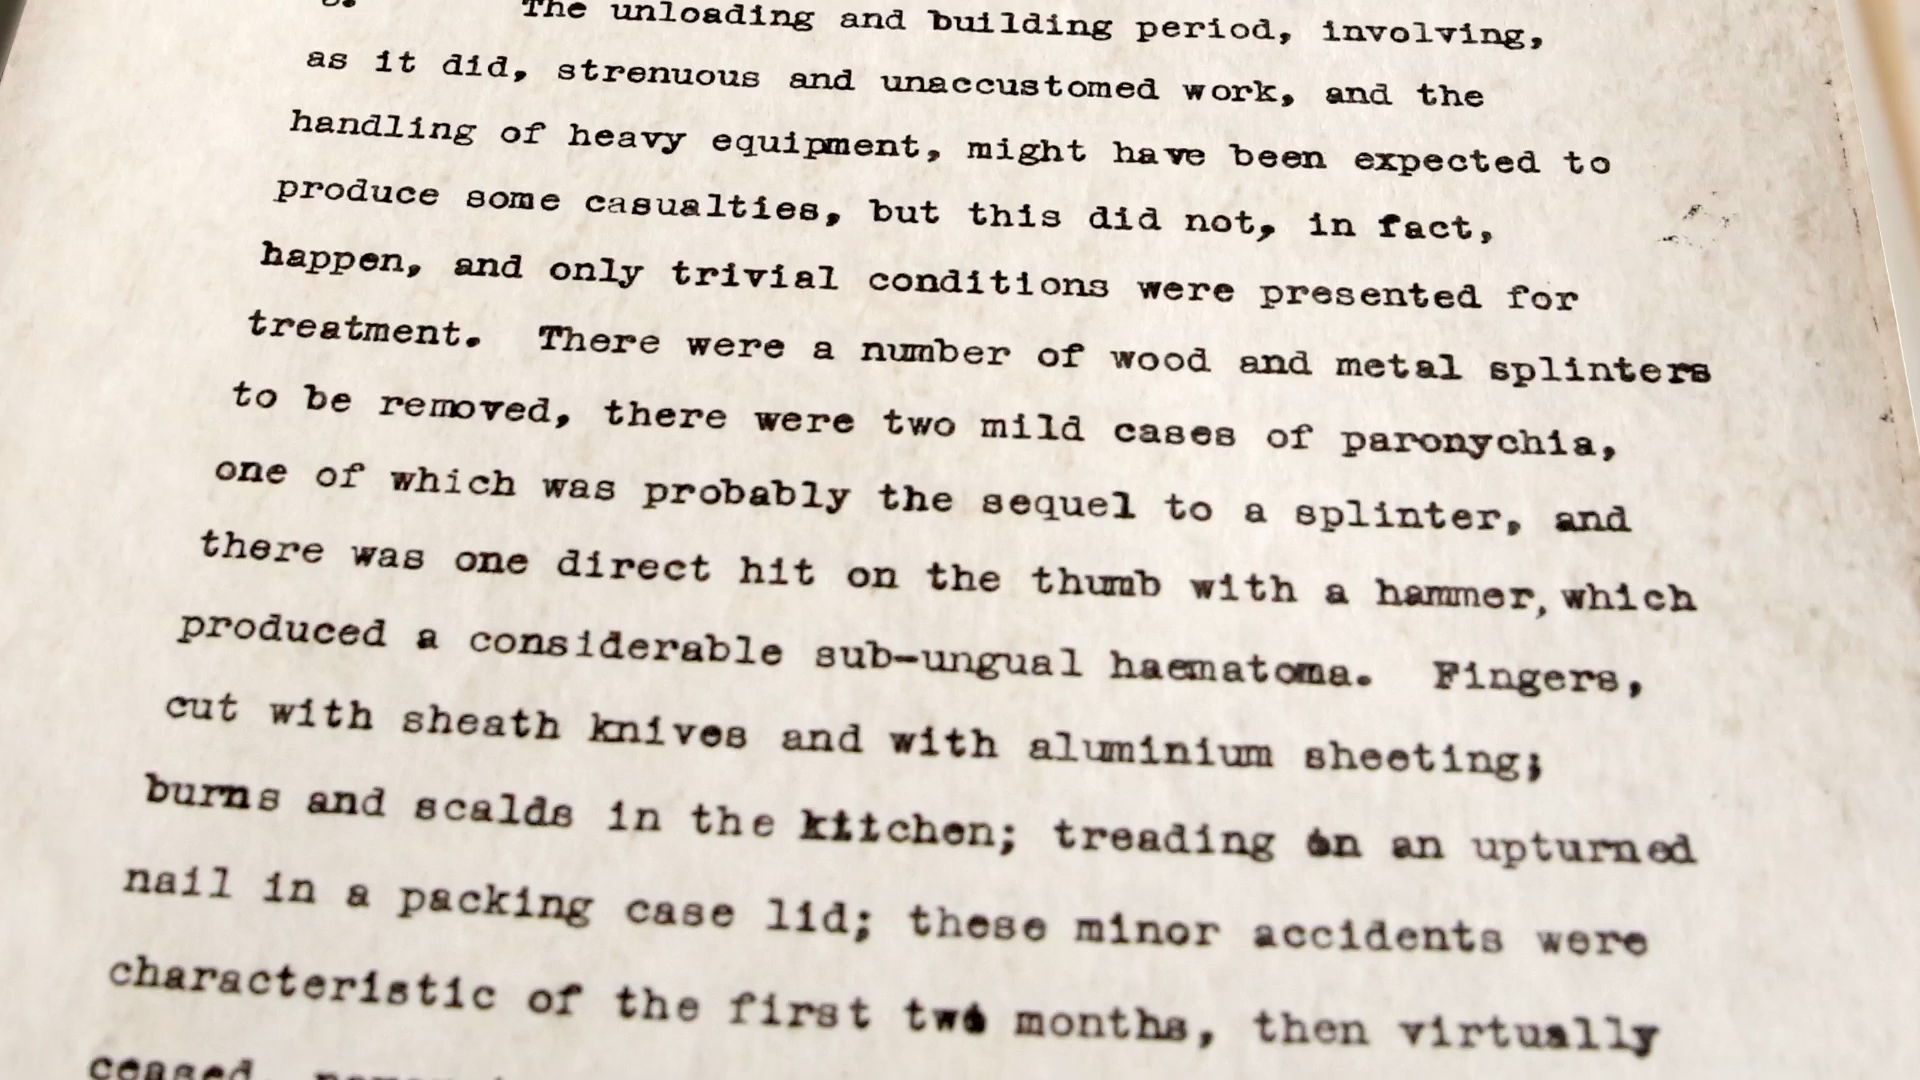 The unloading and building period, involving,
as it did, strenuous and unaccustomed work, and the
handling of heavy equipment, might have been expected to
produce some casualties, but this did not, in fact,
happen, and only trivial conditions were presented for
treatment. There were a number of wood and metal splinters
to be removed, there were two mild cases of paronychia,
one of which was probably the sequel to a splinter, and
there was one direct hit on the thumb with a hammer, which
produced a considerable sub-ungual haematoma. Fingers,
cut with sheath knives and with aluminium sheeting;
burns and scalds in the kitchen; treading on an upturned
nail in a packing case lid; these minor accidents were
characteristic of the first two months, then virtually
ceased,